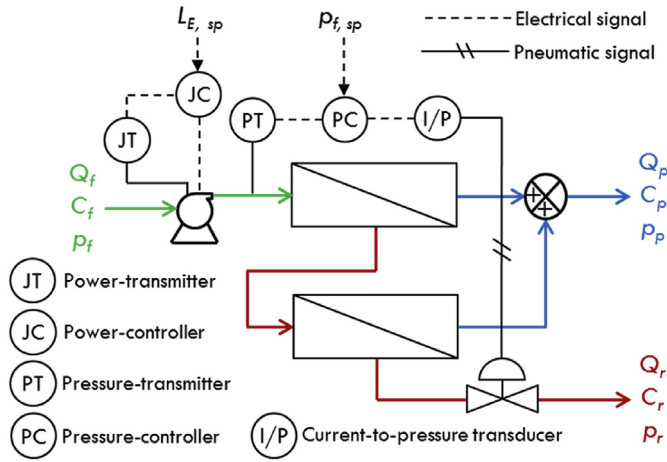 L_E, sp
p_f, sp
Electrical signal
Pneumatic signal
JC
JT
PT
PC
I/P
Q_f
C_f
p_f
Q_p
C_p
p_p
+
+
JT Power-transmitter
JC Power-controller
PT Pressure-transmitter
PC Pressure-controller
I/P Current-to-pressure transducer
Q_r
C_r
p_r